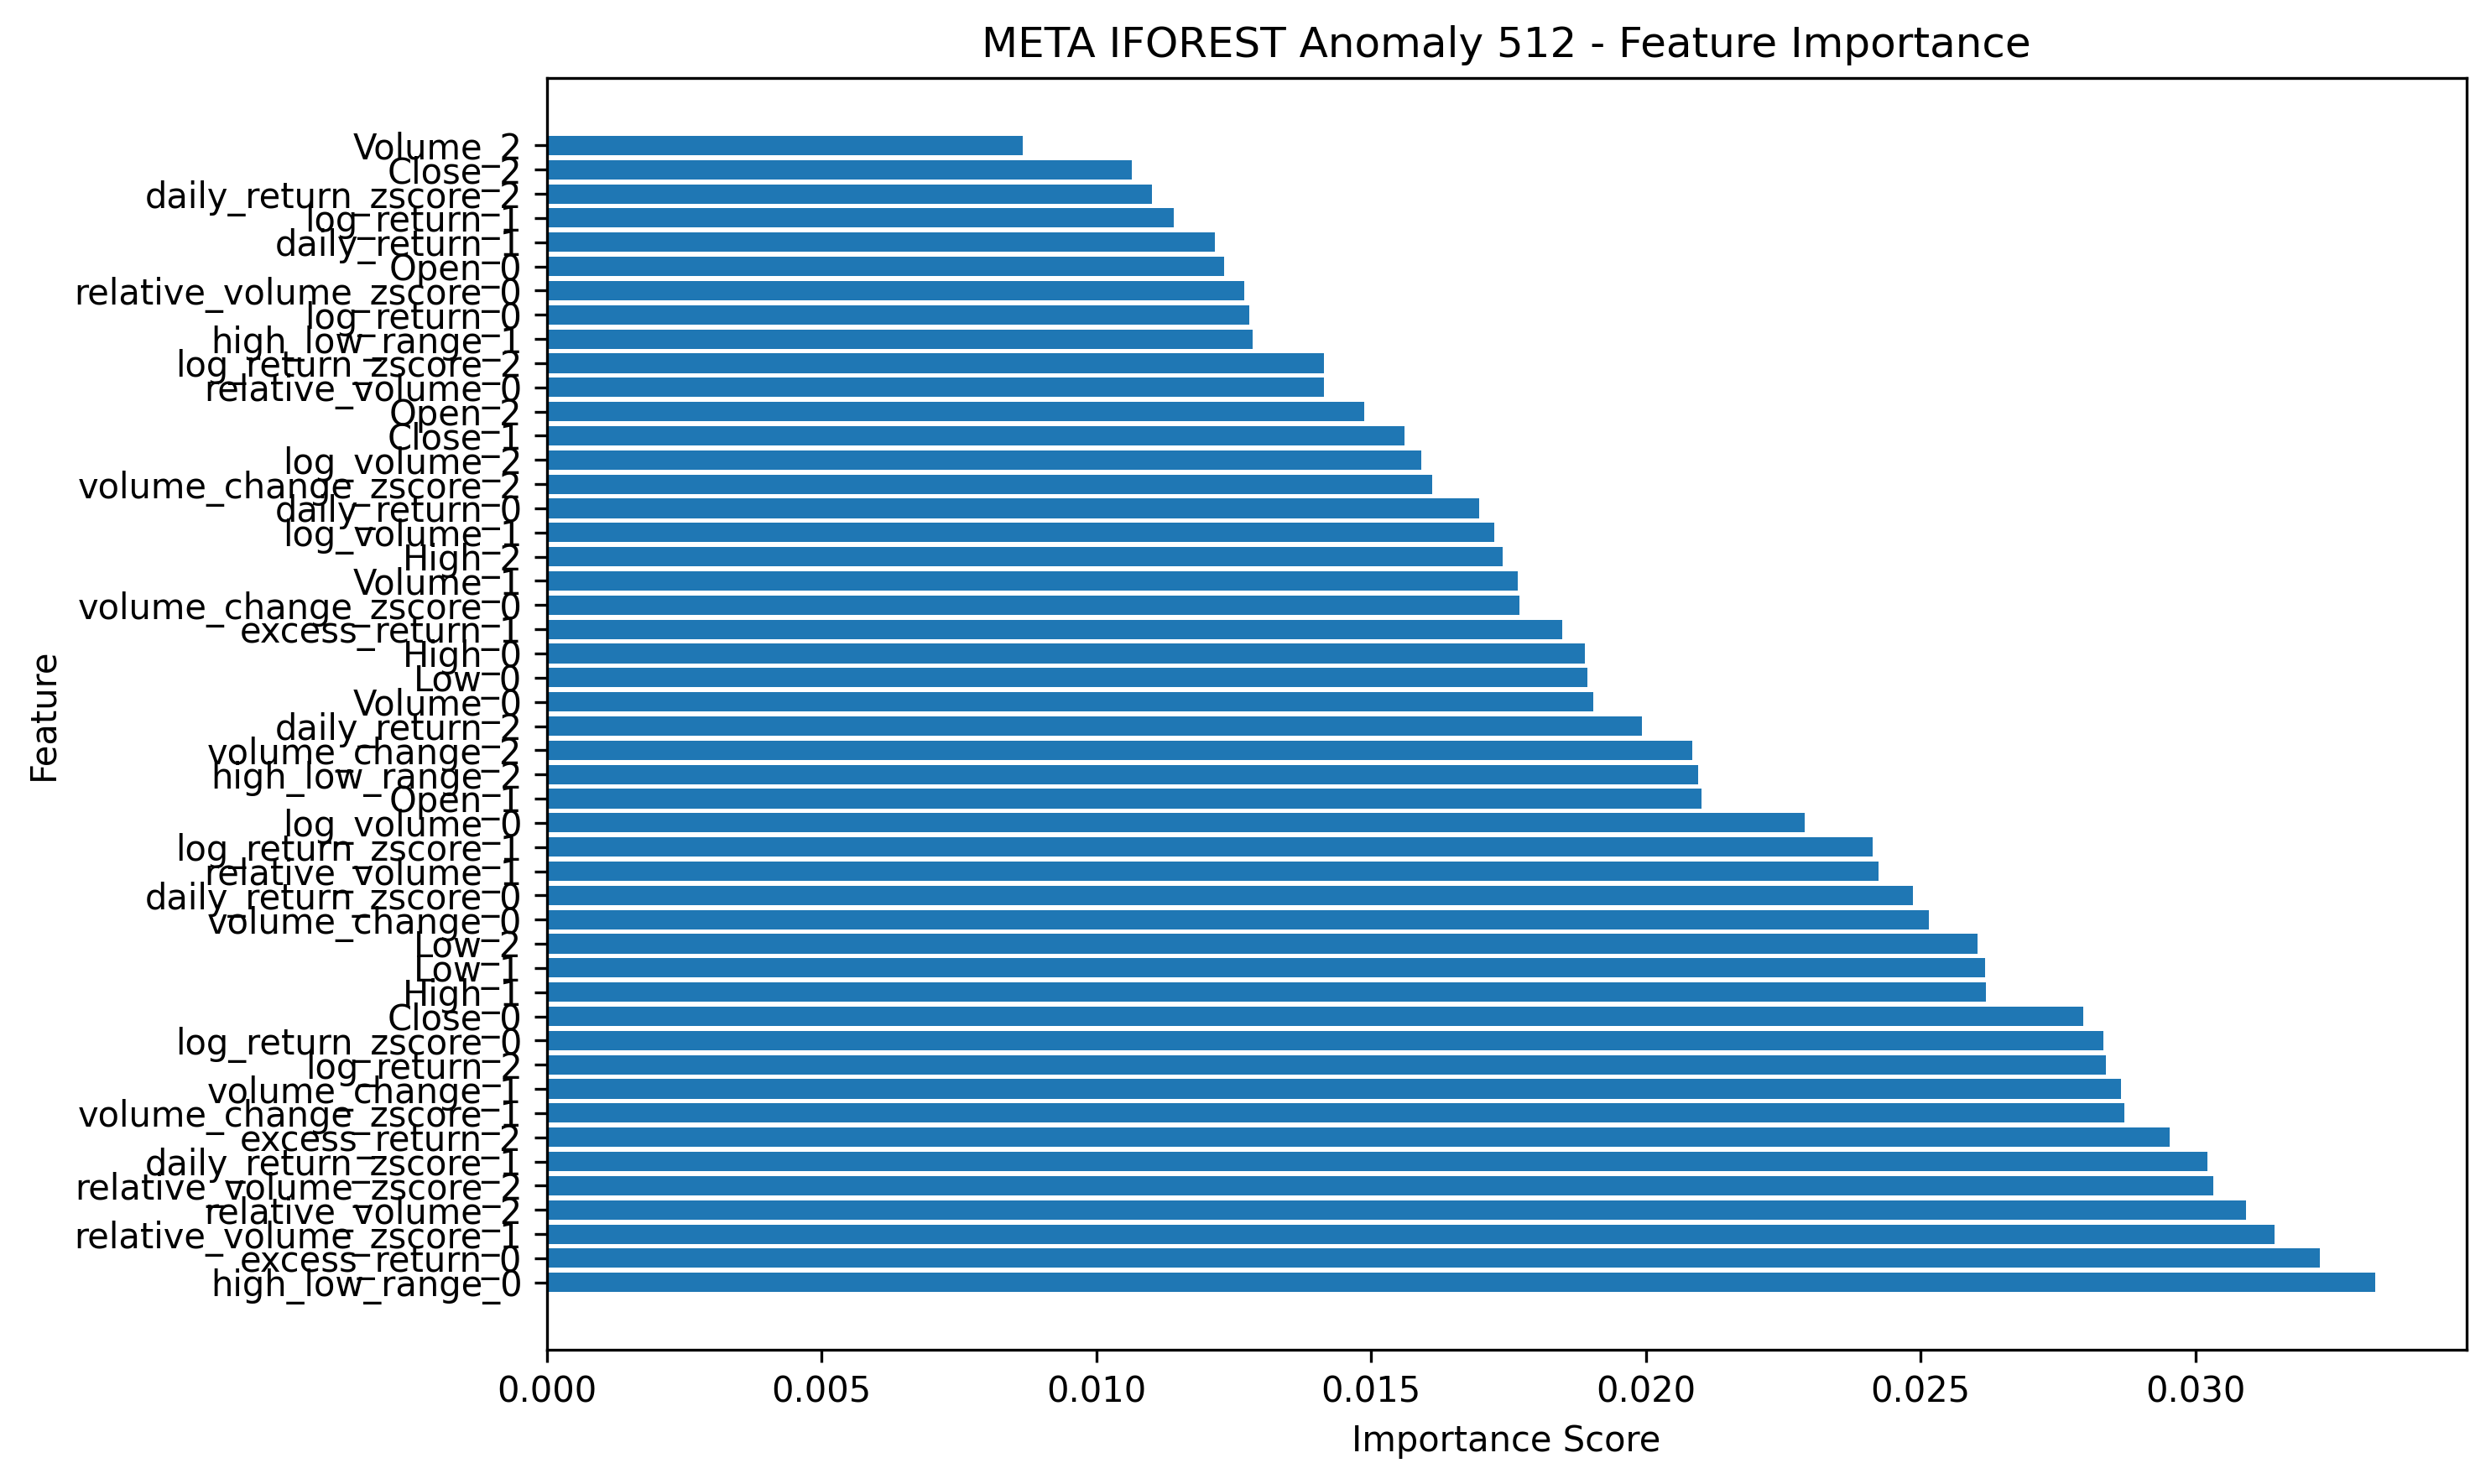 META IFOREST Anomaly 512 - Feature Importance
Volume_2
Close_2
daily_return_zscore_2
log_return_1
daily_return_1
Open_0
relative_volume_zscore_0
log_return_0
high_low_range_1
log_return_zscore_2
relative_volume_0
Open_2
Close_1
log_volume_2
volume_change_zscore_2
daily_return_0
log_volume_1
High_2
Volume_1
volume_change_zscore_0
excess_return_1
High_0
Low_0
Volume_0
daily_return_2
volume_change_2
high_low_range_2
Open_1
log_volume_0
log_return_zscore_1
relative_volume_1
daily_return_zscore_0
volume_change_0
Low_2
Low_1
High_1
Close_0
log_return_zscore_0
log_return_2
volume_change_1
volume_change_zscore_1
excess_return_2
daily_return_zscore_1
relative_volume_zscore_2
relative_volume_2
relative_volume_zscore_1
excess_return_0
high_low_range_0
Feature
0.000 0.005 0.010 0.015 0.020 0.025 0.030
Importance Score